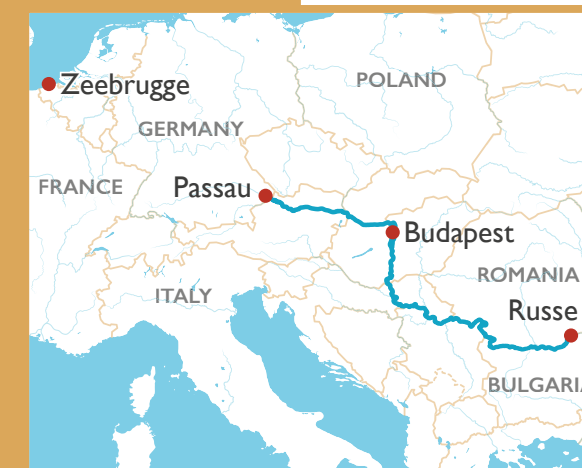 POLAND
Zeebrugge
GERMANY
FRANCE
Passau
Budapest
ROMANIA
ITALY
Russe
BULGARIA